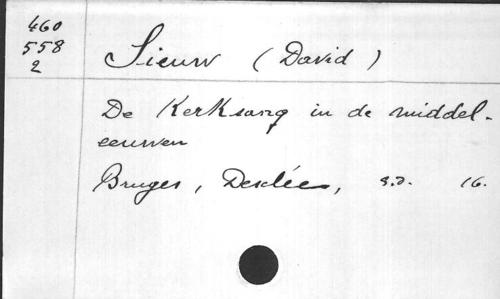 460
558
2
Sieuw (David)
De Kerksang in de middel-
eeuwen
Bruges, Desclée, s.d. 16.